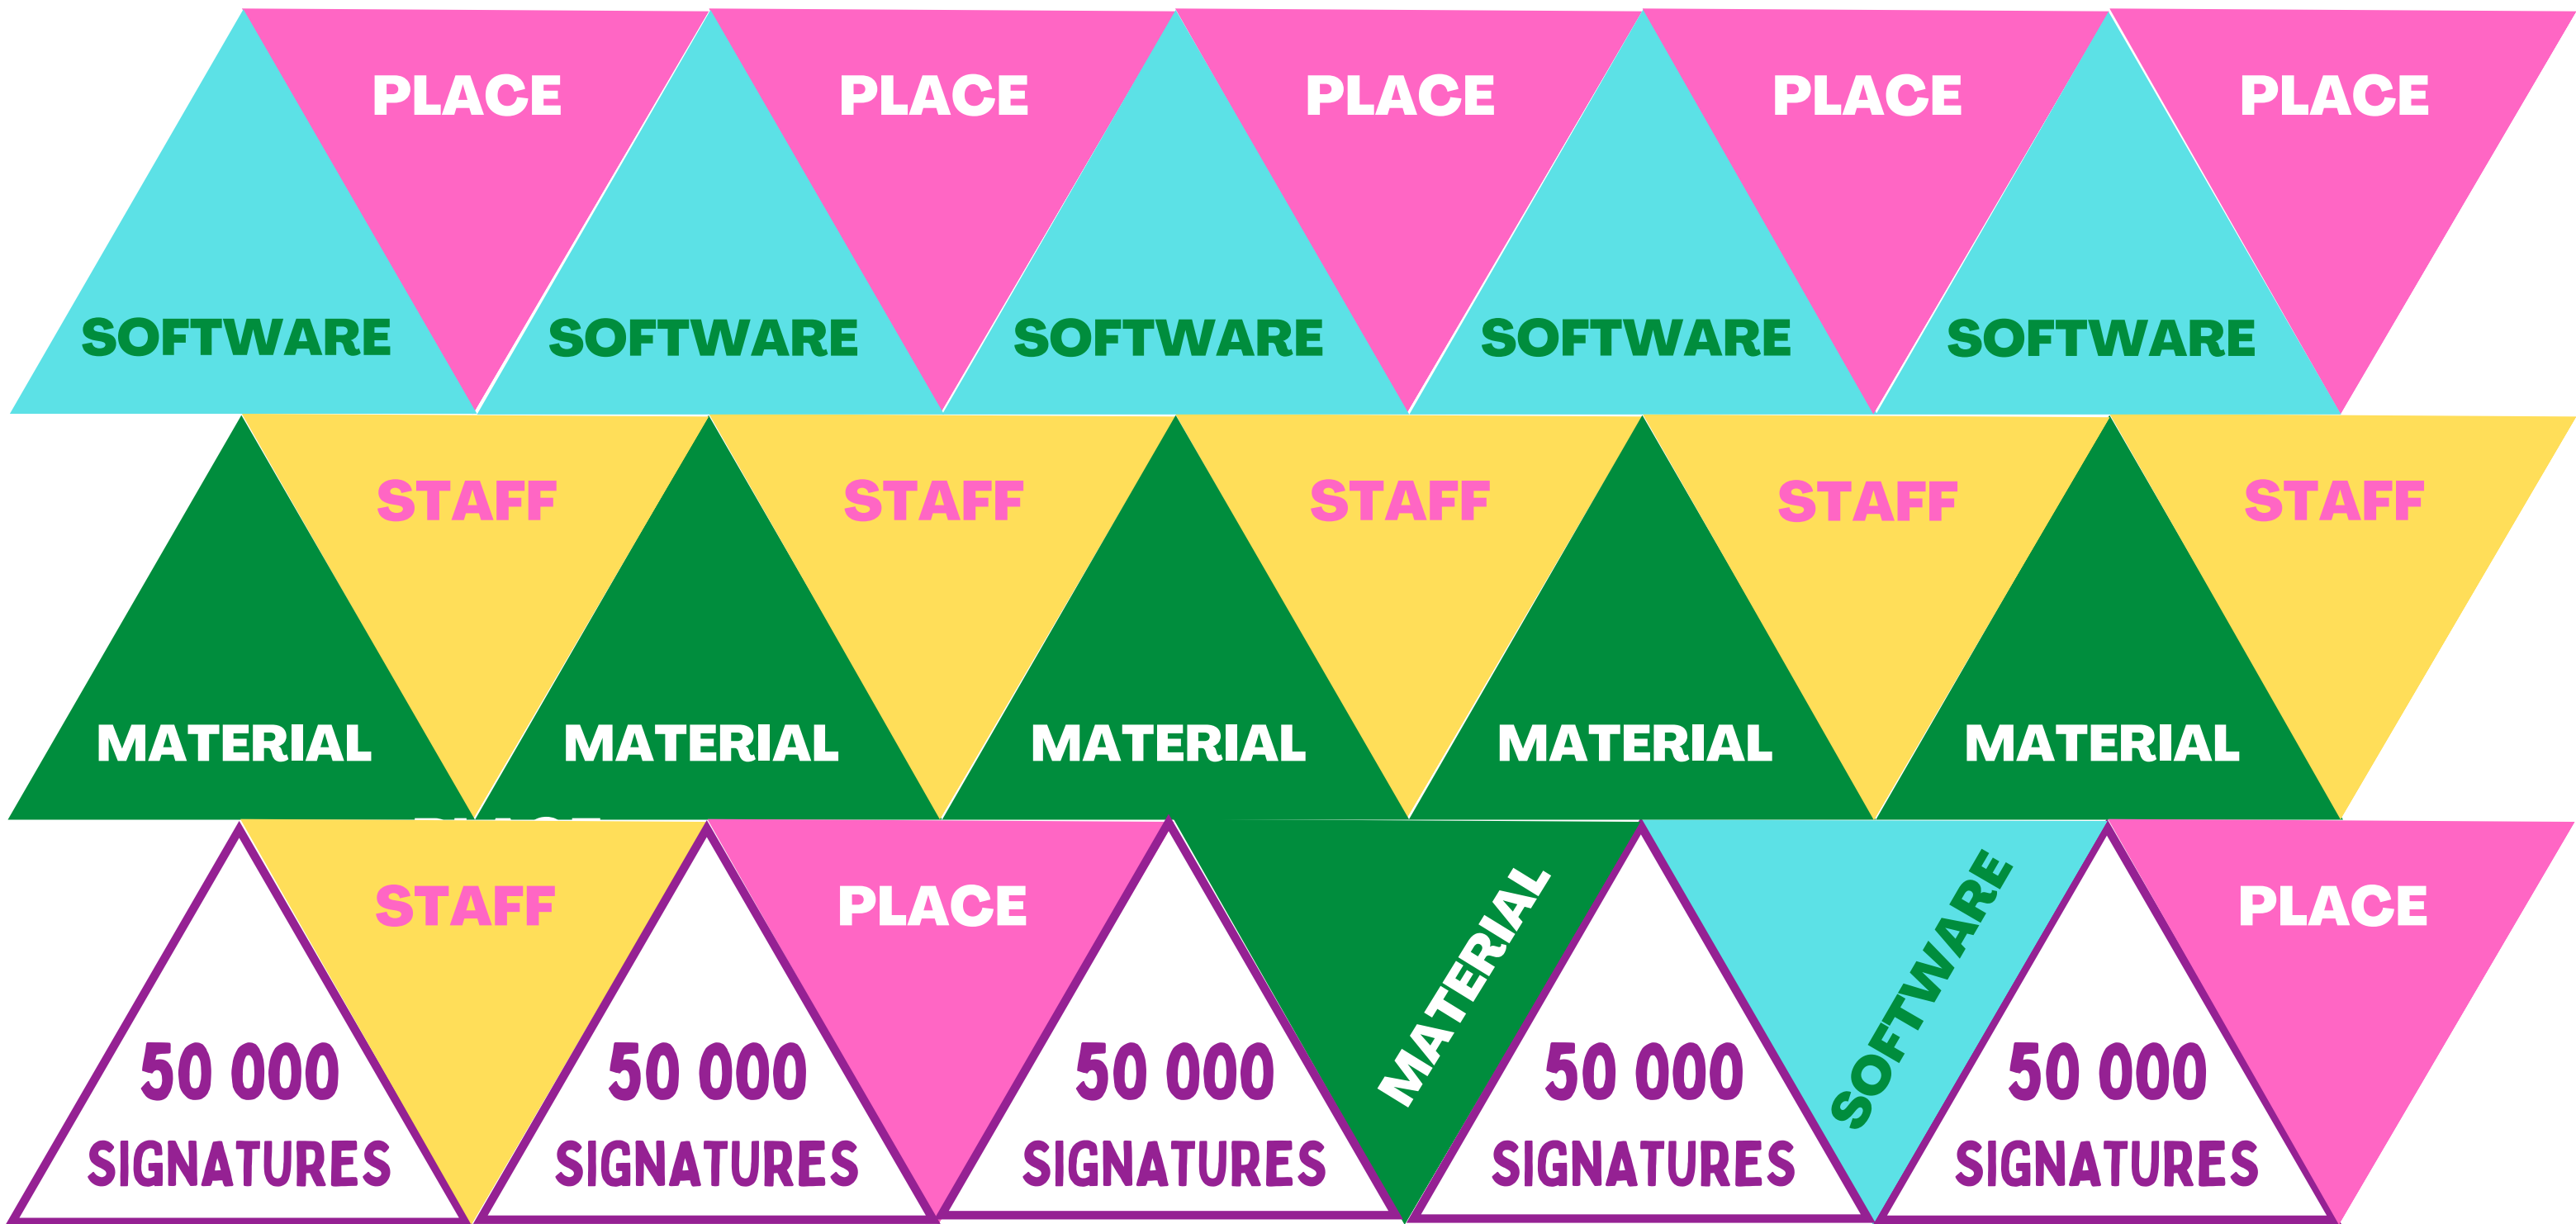 PLACE PLACE PLACE PLACE PLACE
SOFTWARE SOFTWARE SOFTWARE SOFTWARE SOFTWARE
STAFF STAFF STAFF STAFF STAFF
MATERIAL MATERIAL MATERIAL MATERIAL MATERIAL
STAFF PLACE MATERIAL SOFTWARE PLACE
50 000 50 000 50 000 50 000 50 000
SIGNATURES SIGNATURES SIGNATURES SIGNATURES SIGNATURES